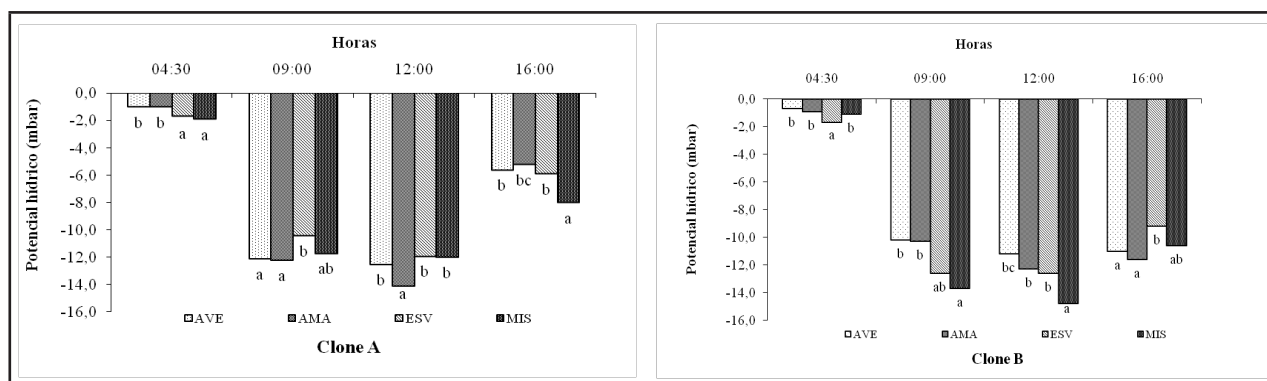 Horas
04:30 09:00 12:00 16:00
0,0
-2,0
-4,0
-6,0
-8,0
-10,0
-12,0
-14,0
-16,0
Potencial hídrico (mbar)
b b a a
a a b ab
b a b b
b bc b a
AVE AMA ESV MIS
Clone A
Horas
04:30 09:00 12:00 16:00
0,0
-2,0
-4,0
-6,0
-8,0
-10,0
-12,0
-14,0
-16,0
Potencial hídrico (mbar)
b b a b
b b ab a
bc b b a
a a b ab
AVE AMA ESV MIS
Clone B